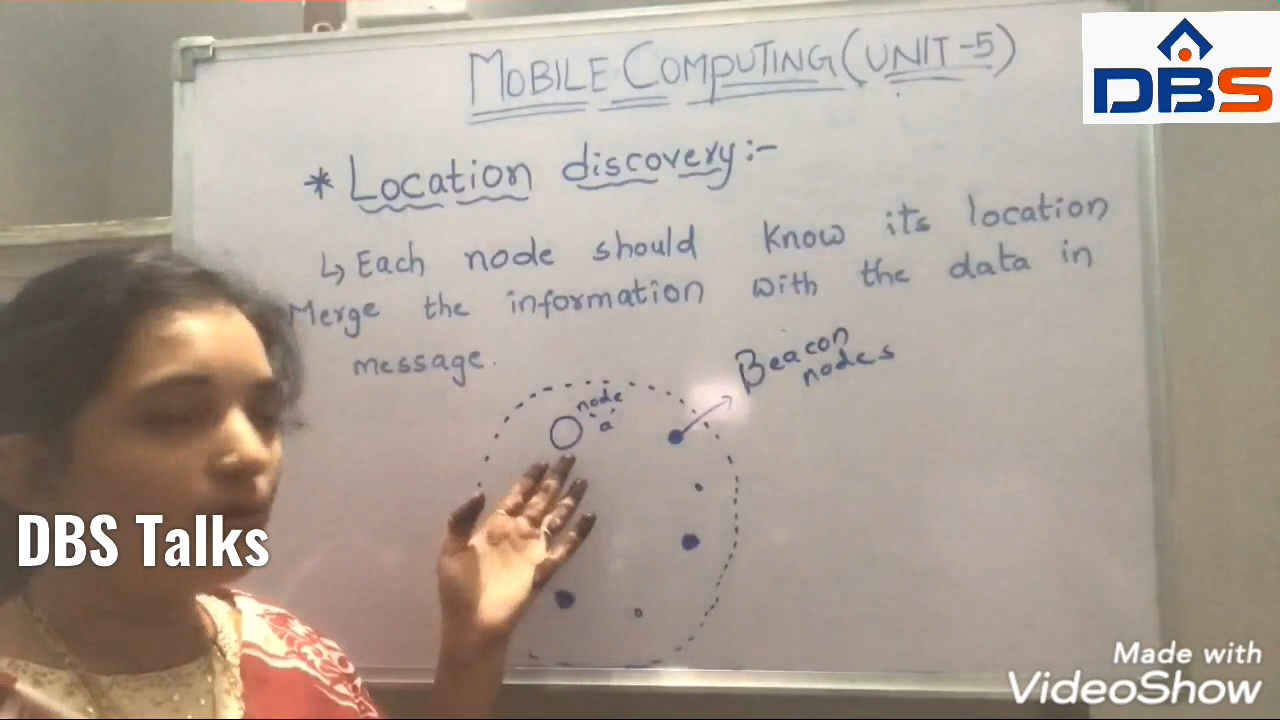 MOBILE COMPUTING (UNIT-5)
DBS
* Location discovery:-
↳ Each node should know its location
Merge the information with the data in
message.
Beacon
nodes
node
'a'
DBS Talks
Made with
VideoShow